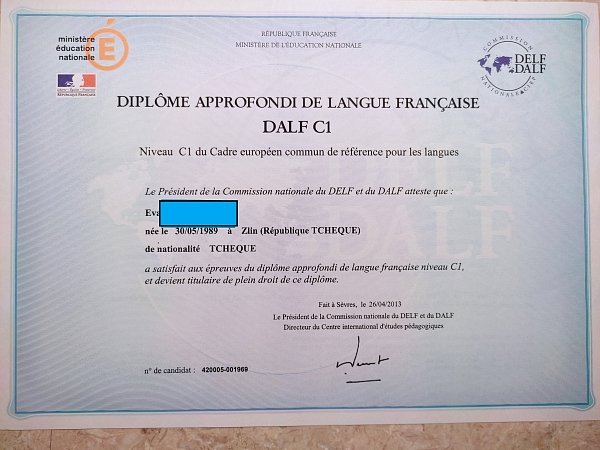 ministère
éducation
nationale
RÉPUBLIQUE FRANÇAISE
RÉPUBLIQUE FRANÇAISE
MINISTÈRE DE L'ÉDUCATION NATIONALE
COMMISSION
DELF
DALF
NATIONALE
DIPLÔME APPROFONDI DE LANGUE FRANÇAISE
DALF C1
Niveau C1 du Cadre européen commun de référence pour les langues
Le Président de la Commission nationale du DELF et du DALF atteste que :
Eva
née le 30/05/1989 à Zlin (République TCHEQUE)
de nationalité TCHEQUE
a satisfait aux épreuves du diplôme approfondi de langue française niveau C1,
et devient titulaire de plein droit de ce diplôme.
Fait à Sèvres, le 26/04/2013
Le Président de la Commission nationale du DELF et du DALF
Directeur du Centre international d'études pédagogiques
n° de candidat : 420005-001969
DELF
DALF